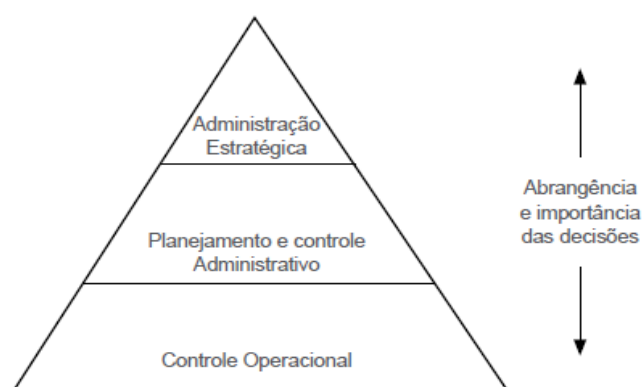 Administração
Estratégica
Planejamento e controle
Administrativo
Controle Operacional
Abrangência
e importância
das decisões